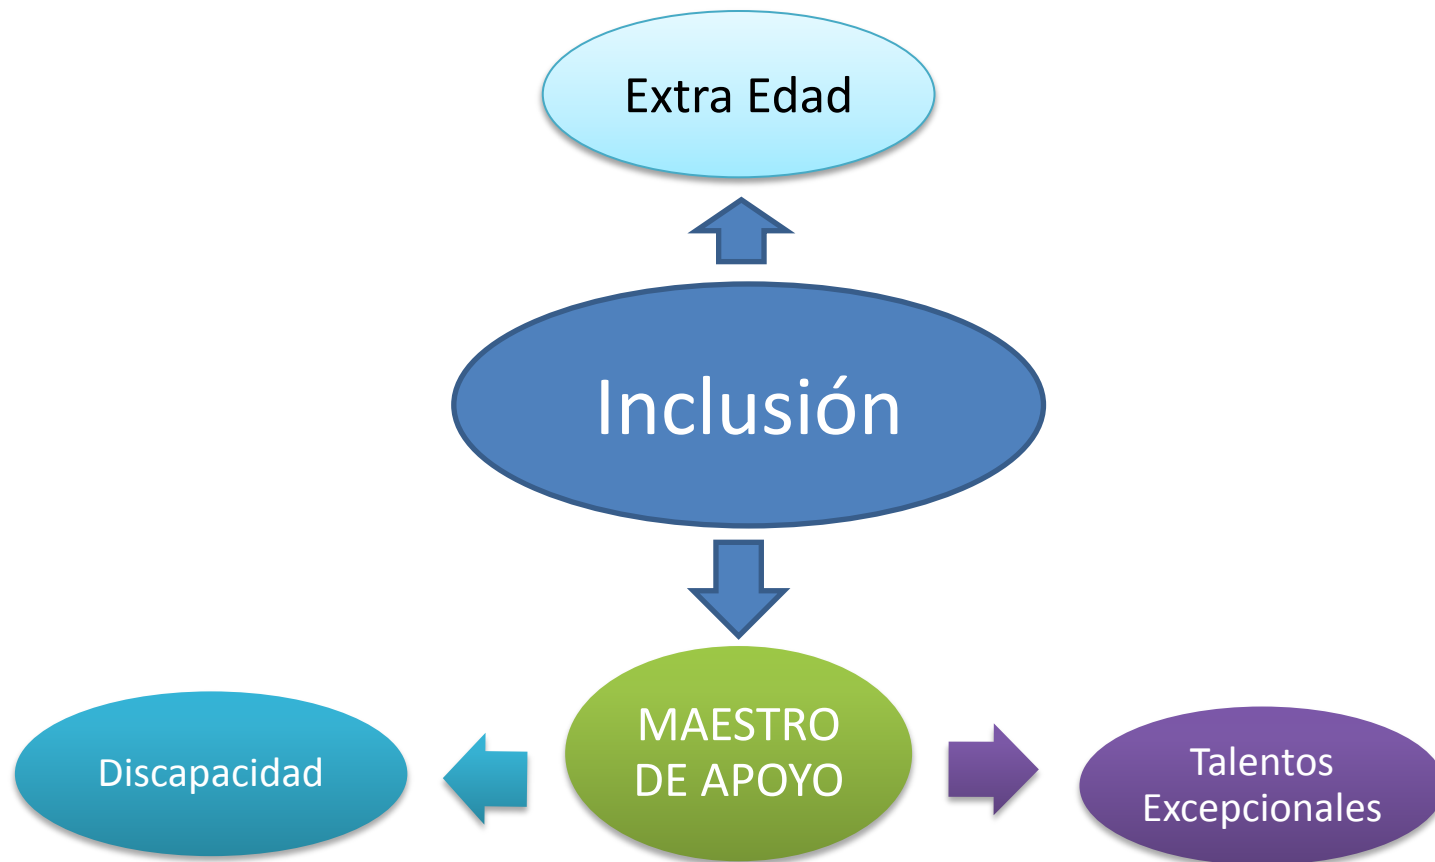 Extra Edad
Inclusión
MAESTRO
DE APOYO
Discapacidad
Talentos
Excepcionales